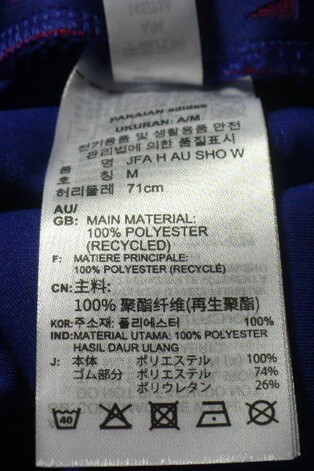 PAKAIAN adidas
UKURAN: A/M
전기용품 및 생활용품 안전
관리법에 의한 품질표시
품 명 JFA H AU SHO W
호 칭 M
허리둘레 71cm
AU/
GB: MAIN MATERIAL:
100% POLYESTER
(RECYCLED)
F: MATIERE PRINCIPALE:
100% POLYESTER (RECYCLÉ)
CN: 主料:
100% 聚酯纤维(再生聚酯)
KOR: 주소재: 폴리에스터 100%
IND: MATERIAL UTAMA: 100% POLYESTER
HASIL DAUR ULANG
J: 本体 ポリエステル 100%
ゴム部分 ポリエステル 74%
ポリウレタン 26%
40